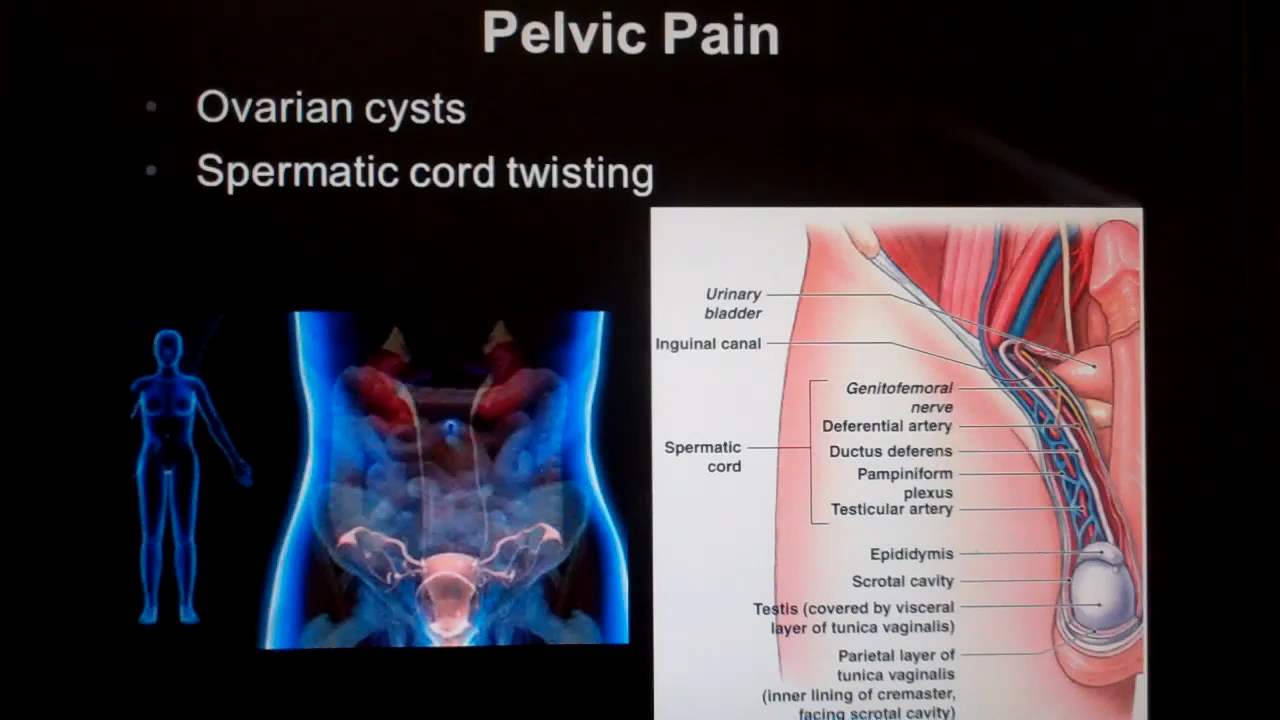 Pelvic Pain
• Ovarian cysts
• Spermatic cord twisting
Urinary
bladder
Inguinal canal
Genitofemoral
nerve
Deferential artery
Spermatic
cord
Ductus deferens
Pampiniform
plexus
Testicular artery
Epididymis
Scrotal cavity
Testis (covered by visceral
layer of tunica vaginalis)
Parietal layer of
tunica vaginalis
(inner lining of cremaster,
facing scrotal cavity)